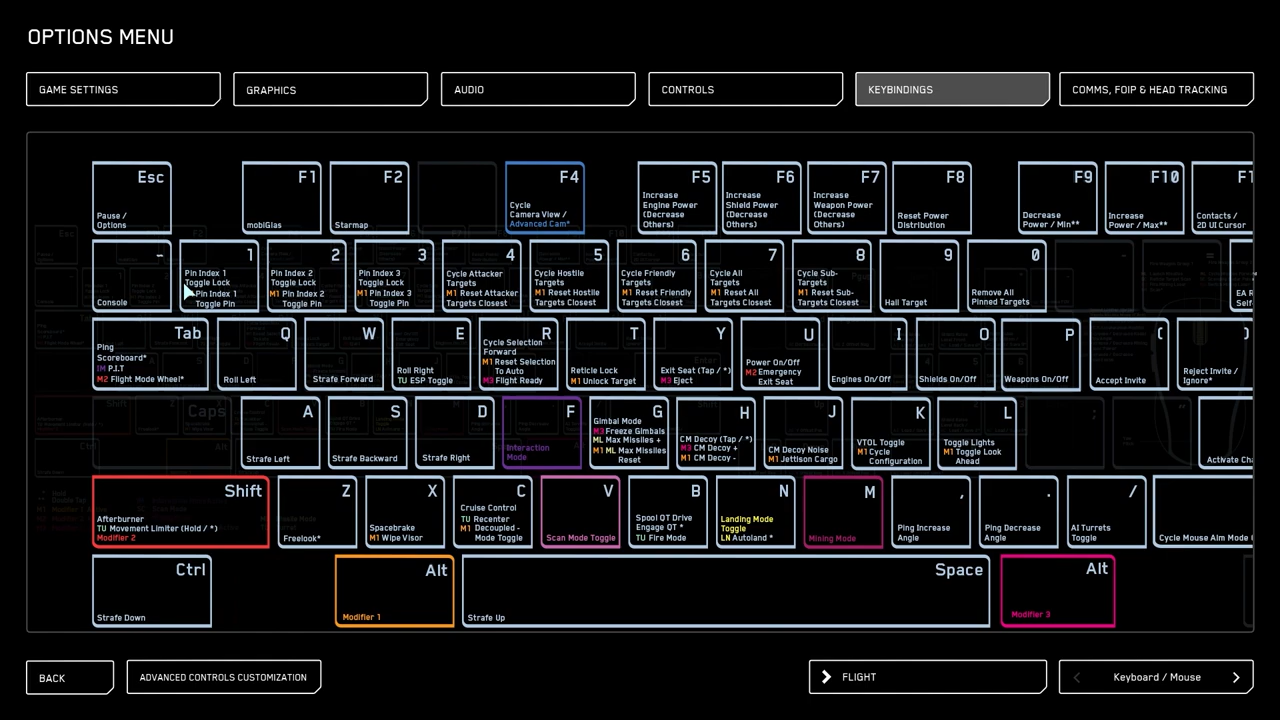 OPTIONS MENU
GAME SETTINGS
GRAPHICS
AUDIO
CONTROLS
KEYBINDINGS
COMMS, FOIP & HEAD TRACKING
Esc
Pause /
Options
F1
mobiGlas
F2
Starmap
F4
Cycle
Camera View /
Advanced Cam*
F5
Increase
Engine Power
(Decrease
Others)
F6
Increase
Shield Power
(Decrease
Others)
F7
Increase
Weapon Power
(Decrease
Others)
F8
Reset Power
Distribution
F9
Decrease
Power / Min**
F10
Increase
Power / Max**
F1
Contacts /
2D UI Cursor
~
Console
1
Pin Index 1
Toggle Lock
Pin Index 1
Toggle Pin
2
Pin Index 2
Toggle Lock
M1 Pin Index 2
Toggle Pin
3
Pin Index 3
Toggle Lock
M1 Pin Index 3
Toggle Pin
4
Cycle Attacker
Targets
M1 Reset Attacker
Targets Closest
5
Cycle Hostile
Targets
M1 Reset Hostile
Targets Closest
6
Cycle Friendly
Targets
M1 Reset Friendly
Targets Closest
7
Cycle All
Targets
M1 Reset All
Targets Closest
8
Cycle Sub-
Targets
M1 Reset Sub-
Targets Closest
9
Hail Target
0
Remove All
Pinned Targets
EA R
Self
Tab
Ping
Scoreboard*
IM P.I.T
M2 Flight Mode Wheel*
Q
Roll Left
W
Strafe Forward
E
Roll Right
TU ESP Toggle
R
Cycle Selection
Forward
M1 Reset Selection
To Auto
M3 Flight Ready
T
Reticle Lock
M1 Unlock Target
Y
Exit Seat (Tap / *)
M3 Eject
U
Power On/Off
M2 Emergency
Exit Seat
I
Engines On/Off
O
Shields On/Off
P
Weapons On/Off
Accept Invite
Reject Invite /
Ignore*
Caps
A
Strafe Left
S
Strafe Backward
D
Strafe Right
F
Interaction
Mode
G
Gimbal Mode
M3 Freeze Gimbals
ML Max Missiles +
M1 ML Max Missiles
Reset
H
CM Decoy (Tap / *)
M3 CM Decoy +
M1 CM Decoy -
J
CM Decoy Noise
M1 Jettison Cargo
K
VTOL Toggle
M1 Cycle
Configuration
L
Toggle Lights
M1 Toggle Look
Ahead
Activate Cha
Shift
Afterburner
TU Movement Limiter (Hold / *)
Modifier 2
Z
Freelook*
X
Spacebrake
M1 Wipe Visor
C
Cruise Control
TU Recenter
M1 Decoupled -
Mode Toggle
V
Scan Mode Toggle
B
Spool QT Drive
Engage QT *
TU Fire Mode
N
Landing Mode
Toggle
LN Autoland *
M
Mining Mode
,
Ping Increase
Angle
.
Ping Decrease
Angle
/
AI Turrets
Toggle
Cycle Mouse Aim Mode
Ctrl
Strafe Down
Alt
Modifier 1
Space
Strafe Up
Alt
Modifier 3
BACK
ADVANCED CONTROLS CUSTOMIZATION
FLIGHT
Keyboard / Mouse